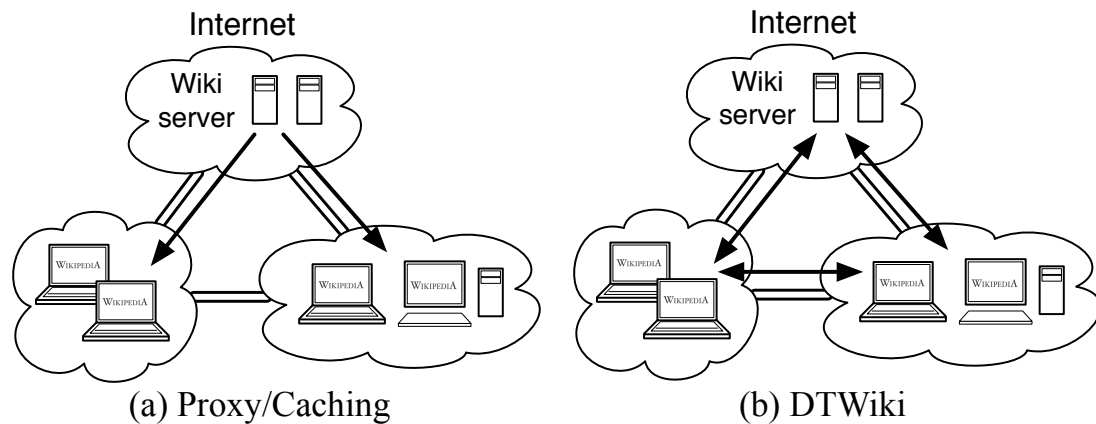 Internet
Wiki
server
WIKIPEDIA
WIKIPEDIA
WIKIPEDIA
WIKIPEDIA
(a) Proxy/Caching
Internet
Wiki
server
WIKIPEDIA
WIKIPEDIA
WIKIPEDIA
WIKIPEDIA
(b) DTWiki